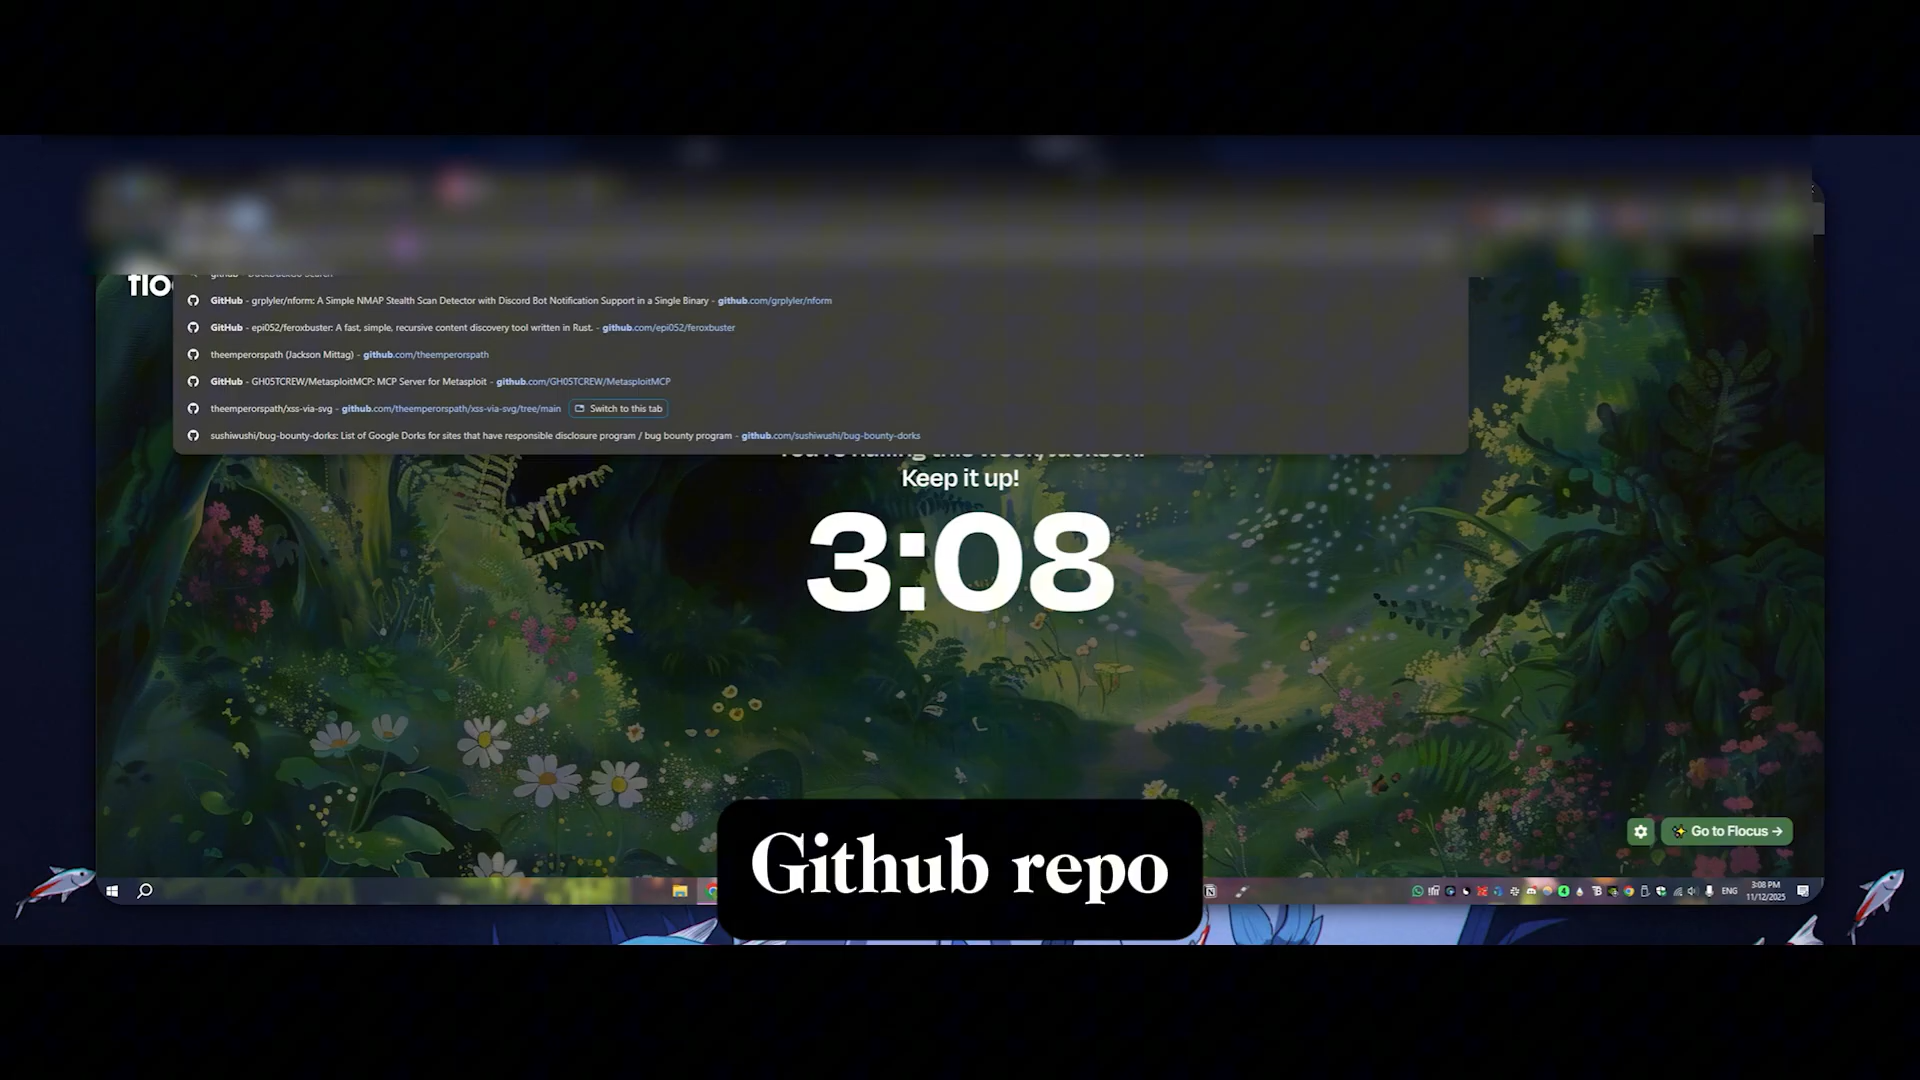 flo
github - DuckDuckGo Search
GitHub - grplyler/nform: A Simple NMAP Stealth Scan Detector with Discord Bot Notification Support in a Single Binary - github.com/grplyler/nform
GitHub - epi052/feroxbuster: A fast, simple, recursive content discovery tool written in Rust. - github.com/epi052/feroxbuster
theemperorspath (Jackson Mittag) - github.com/theemperorspath
GitHub - GH05TCREW/MetasploitMCP: MCP Server for Metasploit - github.com/GH05TCREW/MetasploitMCP
theemperorspath/xss-via-svg - github.com/theemperorspath/xss-via-svg/tree/main Switch to this tab
sushiwushi/bug-bounty-dorks: List of Google Dorks for sites that have responsible disclosure program / bug bounty program - github.com/sushiwushi/bug-bounty-dorks
Keep it up!
3:08
Go to Flocus →
Github repo
ENG
3:08 PM
11/12/2025